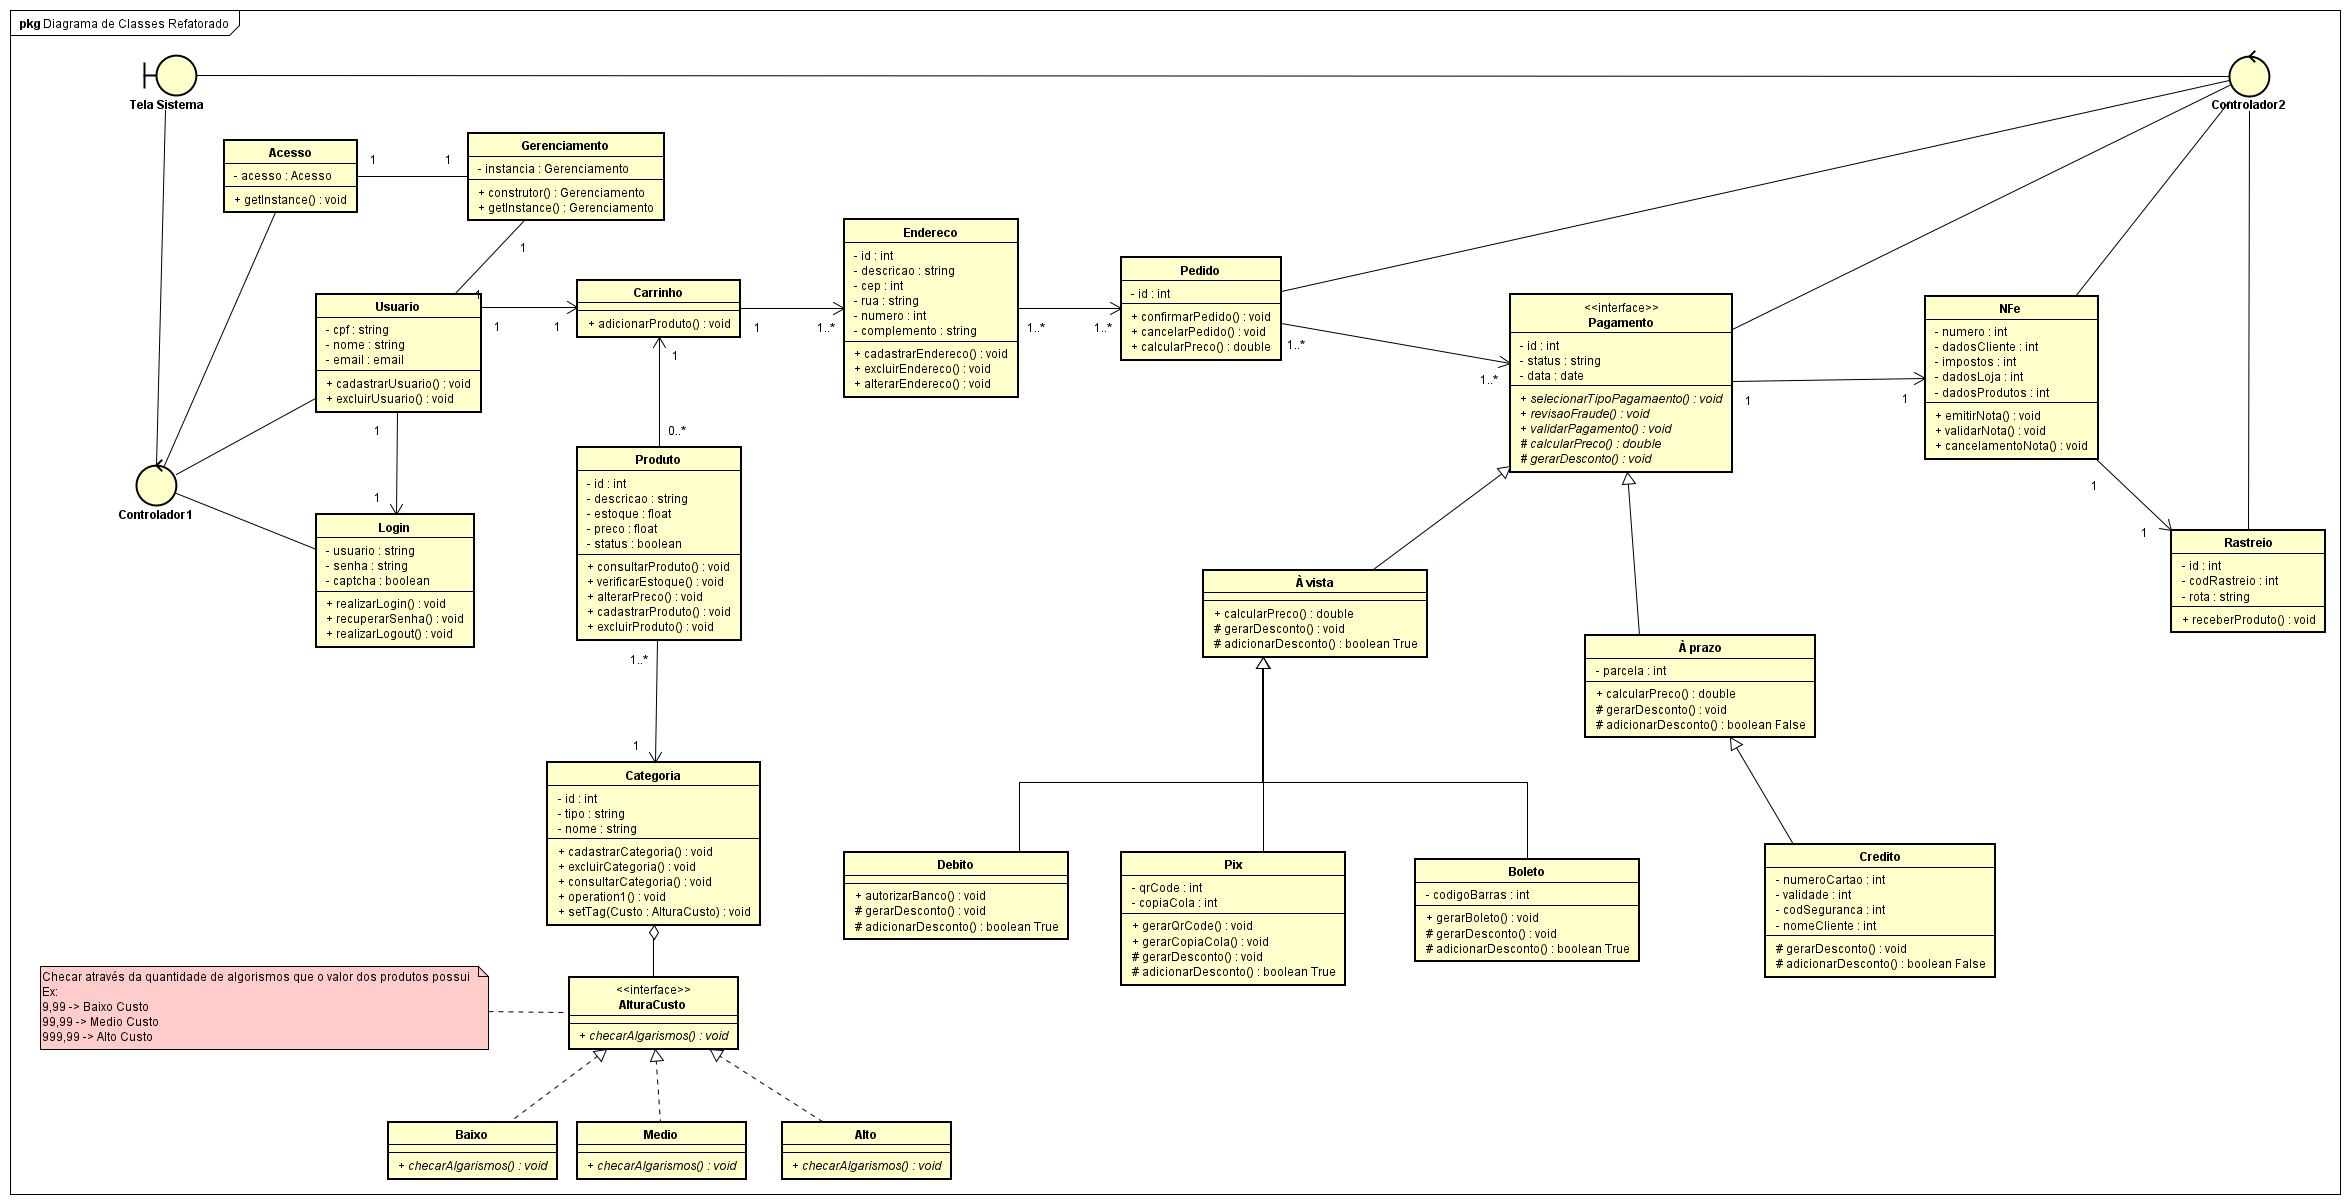 pkg Diagrama de Classes Refatorado
Tela Sistema
Controlador2
Acesso
- acesso : Acesso
+ getInstance() : void
1
1
Gerenciamento
- instancia : Gerenciamento
+ construtor() : Gerenciamento
+ getInstance() : Gerenciamento
1
1
Usuario
- cpf : string
- nome : string
- email : email
+ cadastrarUsuario() : void
+ excluirUsuario() : void
1
1
Carrinho
+ adicionarProduto() : void
1
1..*
Endereco
- id : int
- descricao : string
- cep : int
- rua : string
- numero : int
- complemento : string
+ cadastrarEndereco() : void
+ excluirEndereco() : void
+ alterarEndereco() : void
1..*
1..*
Pedido
- id : int
+ confirmarPedido() : void
+ cancelarPedido() : void
+ calcularPreco() : double
1..*
1..*
<<interface>>
Pagamento
- id : int
- status : string
- data : date
+ selecionarTipoPagamaento() : void
+ revisaoFraude() : void
+ validarPagamento() : void
# calcularPreco() : double
# gerarDesconto() : void
1
1
NFe
- numero : int
- dadosCliente : int
- impostos : int
- dadosLoja : int
- dadosProdutos : int
+ emitirNota() : void
+ validarNota() : void
+ cancelamentoNota() : void
1
1
Rastreio
- id : int
- codRastreio : int
- rota : string
+ receberProduto() : void
Controlador1
1
1
Login
- usuario : string
- senha : string
- captcha : boolean
+ realizarLogin() : void
+ recuperarSenha() : void
+ realizarLogout() : void
1
0..*
Produto
- id : int
- descricao : string
- estoque : float
- preco : float
- status : boolean
+ consultarProduto() : void
+ verificarEstoque() : void
+ alterarPreco() : void
+ cadastrarProduto() : void
+ excluirProduto() : void
1..*
1
À vista
+ calcularPreco() : double
# gerarDesconto() : void
# adicionarDesconto() : boolean True
À prazo
- parcela : int
+ calcularPreco() : double
# gerarDesconto() : void
# adicionarDesconto() : boolean False
Categoria
- id : int
- tipo : string
- nome : string
+ cadastrarCategoria() : void
+ excluirCategoria() : void
+ consultarCategoria() : void
+ operation1() : void
+ setTag(Custo : AlturaCusto) : void
Debito
+ autorizarBanco() : void
# gerarDesconto() : void
# adicionarDesconto() : boolean True
Pix
- qrCode : int
- copiaCola : int
+ gerarQrCode() : void
+ gerarCopiaCola() : void
# gerarDesconto() : void
# adicionarDesconto() : boolean True
Boleto
- codigoBarras : int
+ gerarBoleto() : void
# gerarDesconto() : void
# adicionarDesconto() : boolean True
Credito
- numeroCartao : int
- validade : int
- codSeguranca : int
- nomeCliente : int
# gerarDesconto() : void
# adicionarDesconto() : boolean False
Checar através da quantidade de algorismos que o valor dos produtos possui
Ex:
9,99 -> Baixo Custo
99,99 -> Medio Custo
999,99 -> Alto Custo
<<interface>>
AlturaCusto
+ checarAlgarismos() : void
Baixo
+ checarAlgarismos() : void
Medio
+ checarAlgarismos() : void
Alto
+ checarAlgarismos() : void